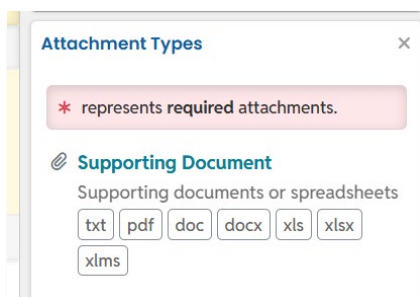 Attachment Types ×
* represents required attachments.
Supporting Document
Supporting documents or spreadsheets
txt pdf doc docx xls xlsx
xlms